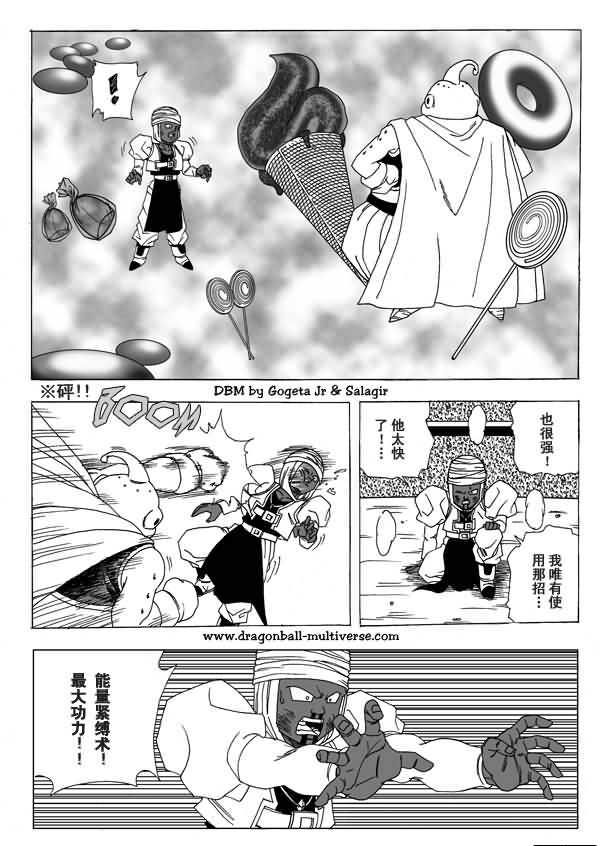 !
※砰!!
DBM by Gogeta Jr & Salagir
BOOM
也很强！
他太快
了！…
我唯有使
用那招…
www.dragonball-multiverse.com
能量紧缚术！
最大功力！！